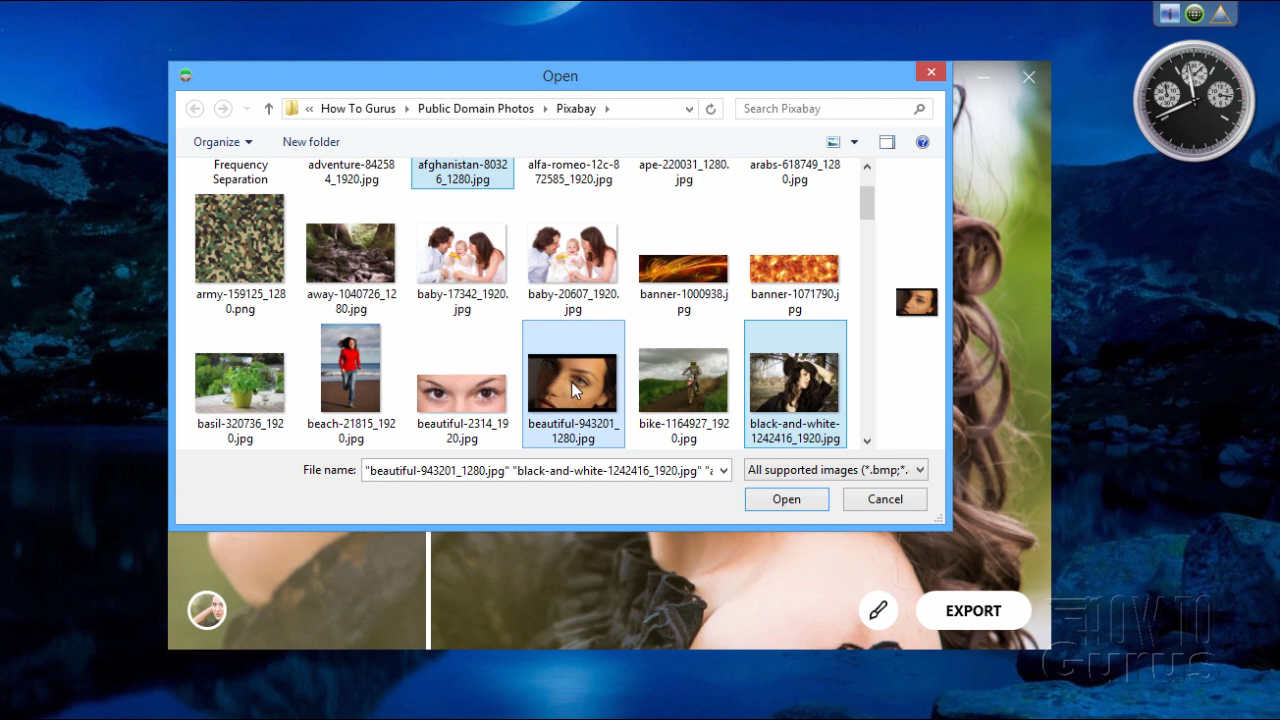 Open
« How To Gurus Public Domain Photos Pixabay
Search Pixabay
Organize
New folder
Frequency
Separation
adventure-84258
4_1920.jpg
afghanistan-8032
6_1280.jpg
alfa-romeo-12c-8
72585_1920.jpg
ape-220031_1280.
jpg
arabs-618749_128
0.jpg
army-159125_128
0.png
away-1040726_12
80.jpg
baby-17342_1920.
jpg
baby-20607_1920.
jpg
banner-1000938.j
pg
banner-1071790.j
pg
basil-320736_192
0.jpg
beach-21815_192
0.jpg
beautiful-2314_19
20.jpg
beautiful-943201_
1280.jpg
bike-1164927_192
0.jpg
black-and-white-
1242416_1920.jpg
File name:
"beautiful-943201_1280.jpg" "black-and-white-1242416_1920.jpg" "a
All supported images (*.bmp;*.
Open
Cancel
EXPORT
HOW TO
Gurus